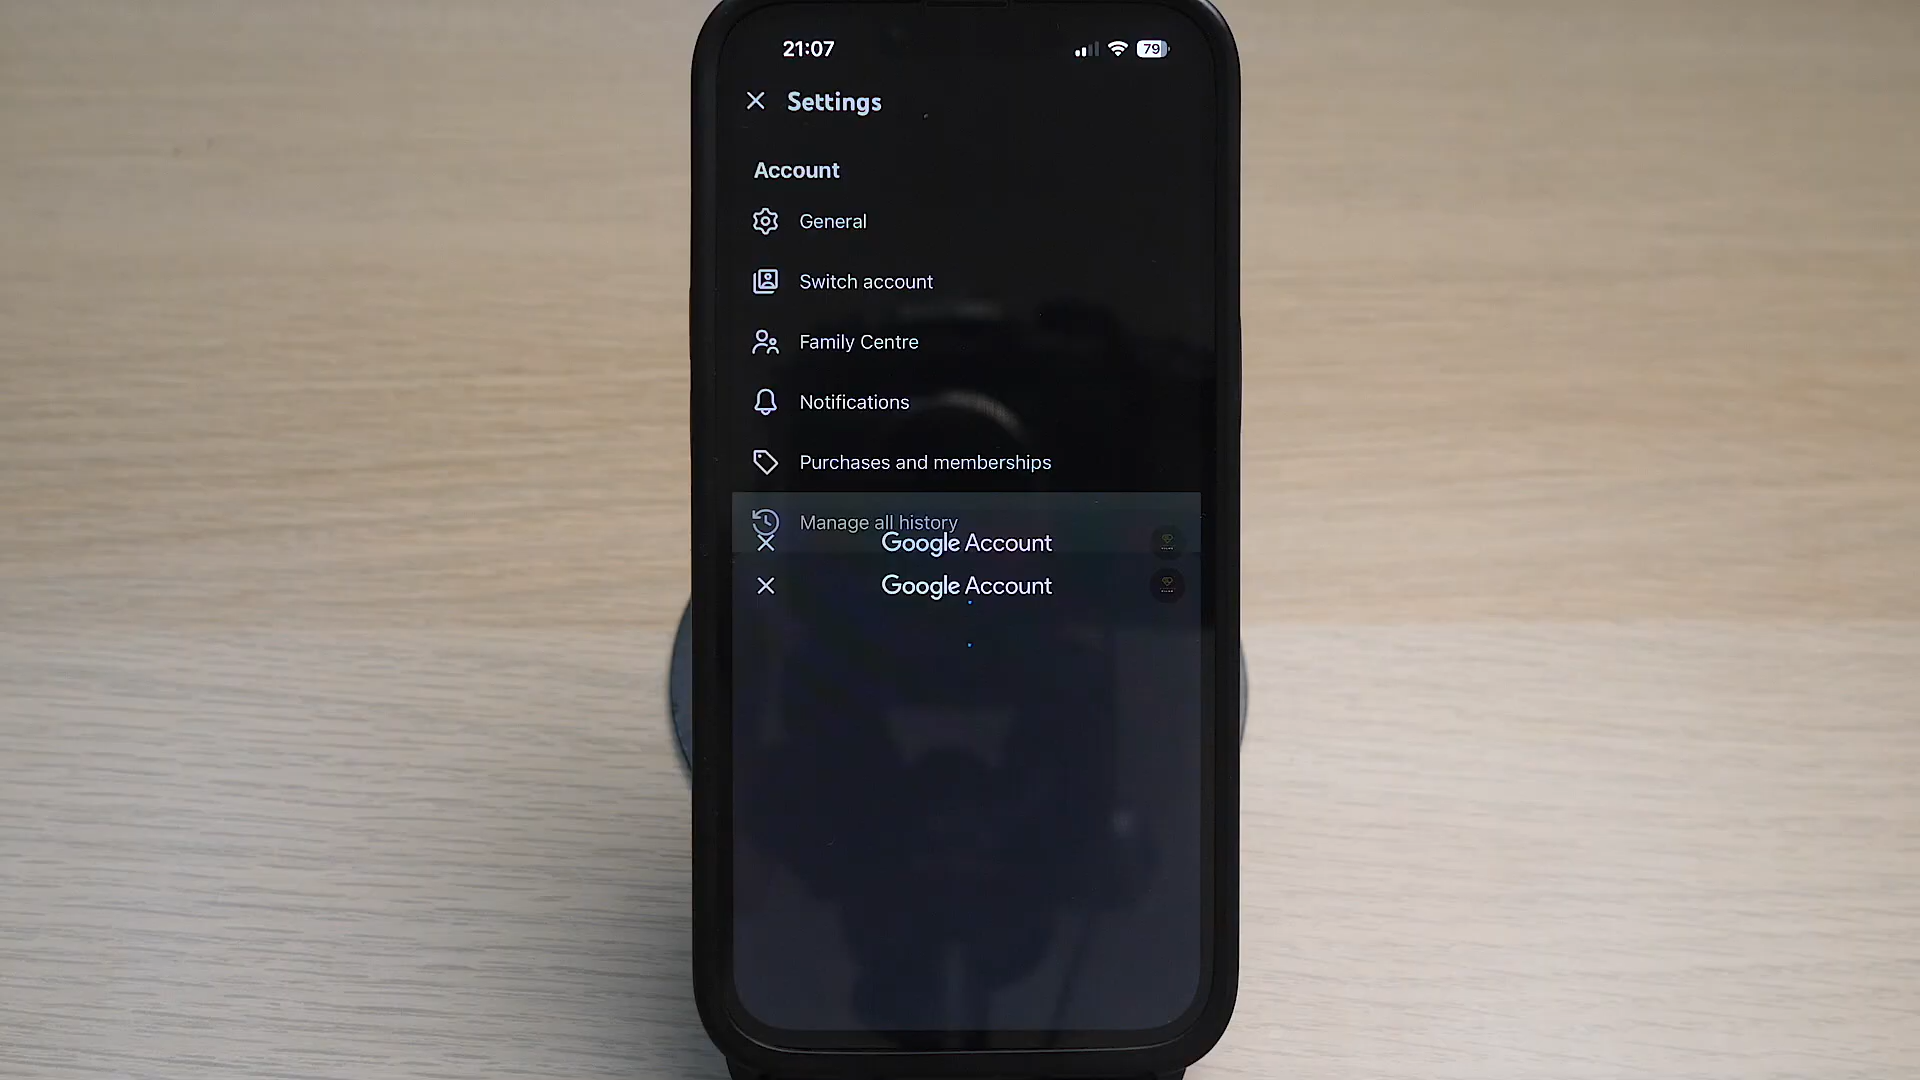 21:07
79
Settings
Account
General
Switch account
Family Centre
Notifications
Purchases and memberships
Manage all history
Google Account
Google Account